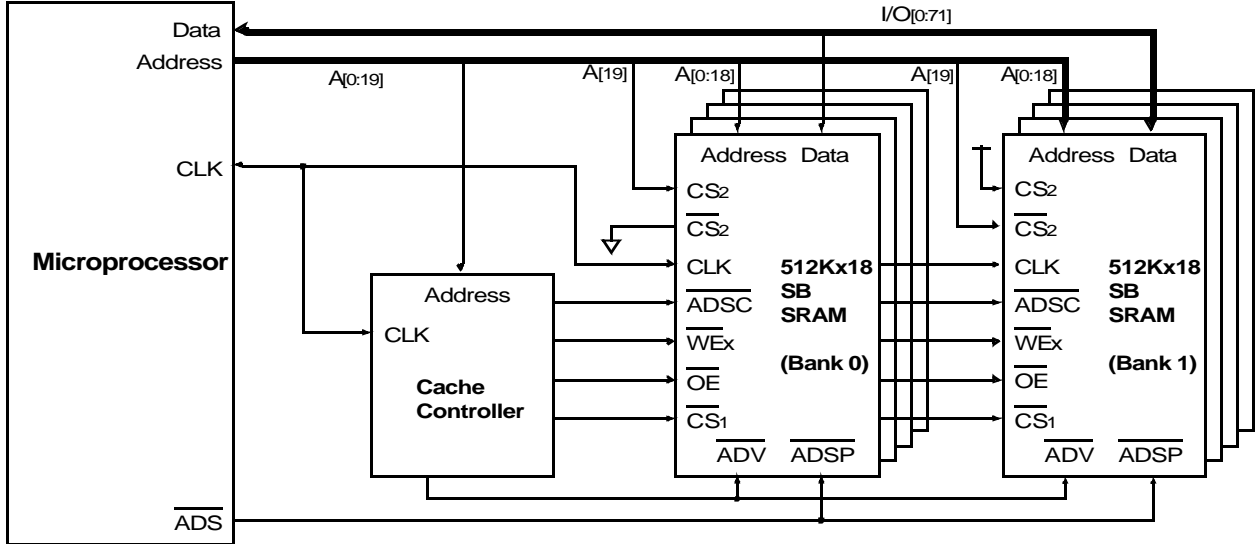 I/O[0:71]
Data
Address
A[0:19]
A[19]
A[0:18]
A[19]
A[0:18]
CLK
Microprocessor
ADS
Address
CLK
Cache
Controller
Address Data
CS2
CS2
CLK
ADSC
WEx
OE
CS1
ADV ADSP
512Kx18
SB
SRAM
(Bank 0)
Address Data
CS2
CS2
CLK
ADSC
WEx
OE
CS1
ADV ADSP
512Kx18
SB
SRAM
(Bank 1)